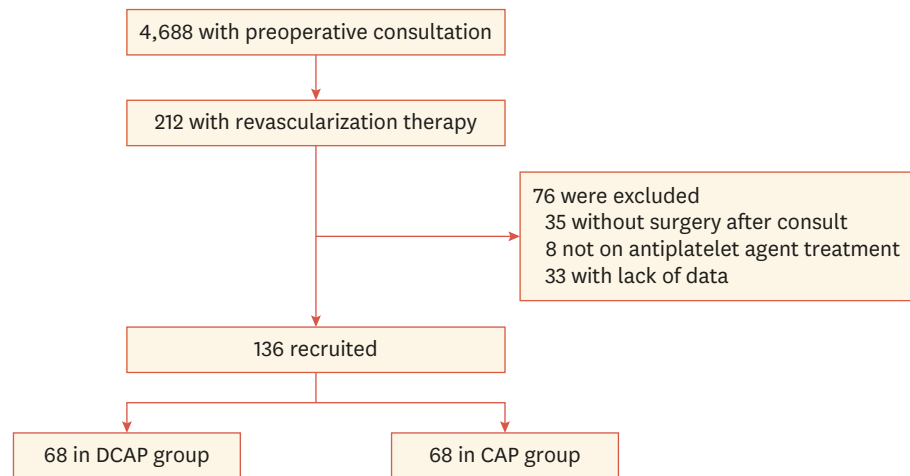 4,688 with preoperative consultation
212 with revascularization therapy
76 were excluded
35 without surgery after consult
8 not on antiplatelet agent treatment
33 with lack of data
136 recruited
68 in DCAP group
68 in CAP group